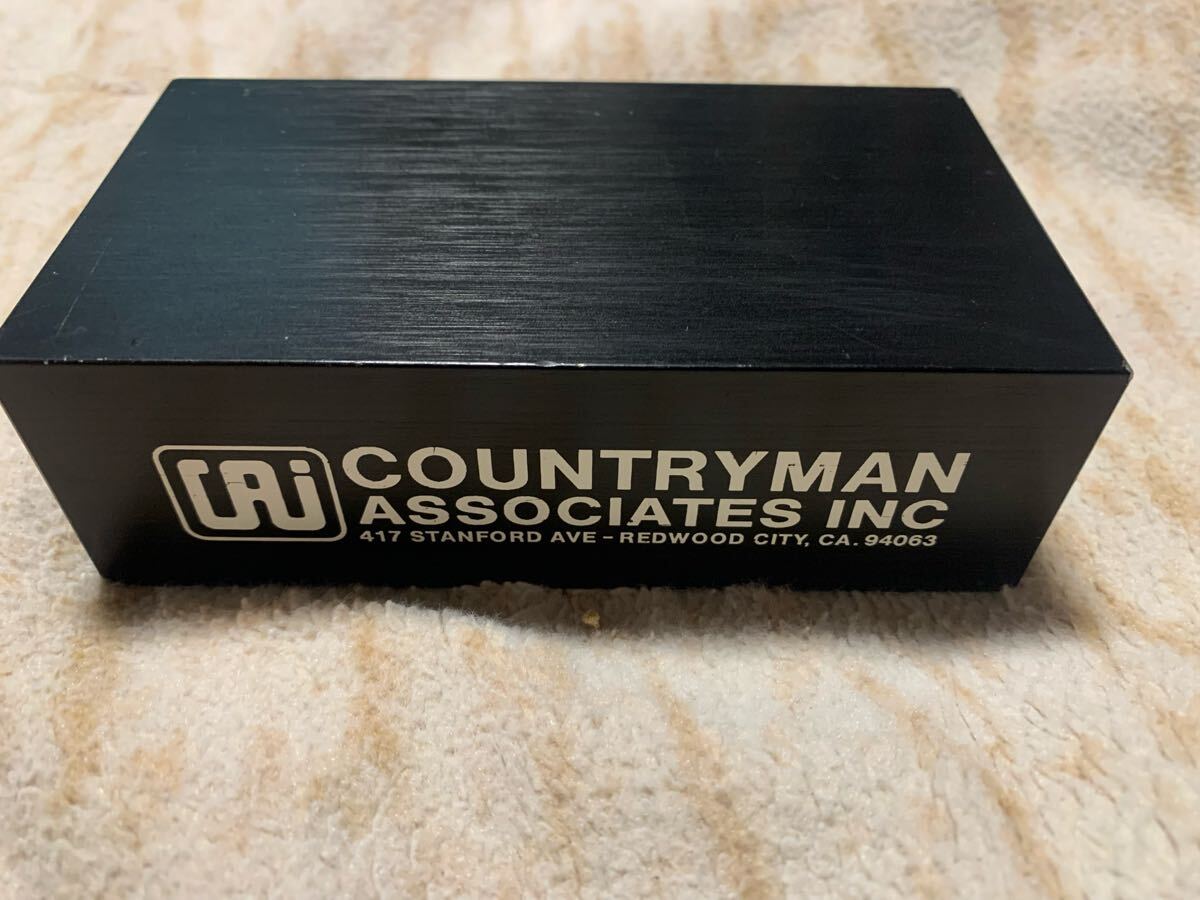 CAi
COUNTRYMAN
ASSOCIATES INC
417 STANFORD AVE - REDWOOD CITY, CA. 94063